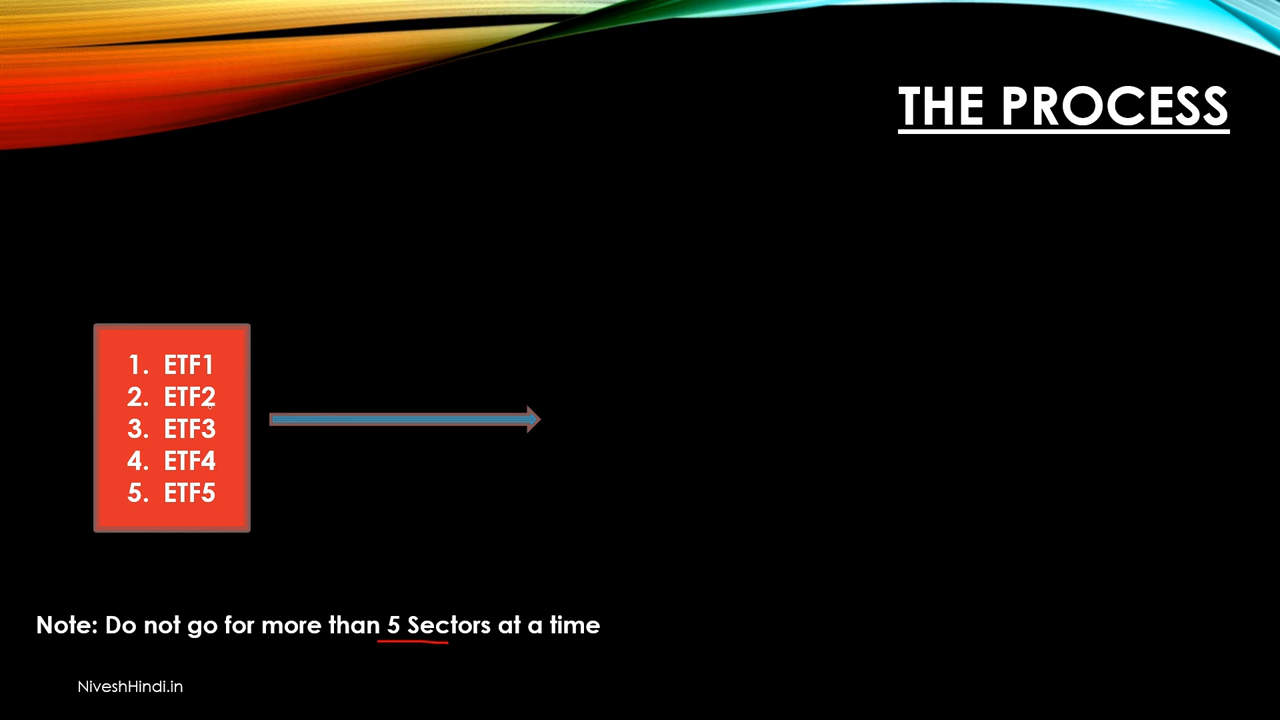 THE PROCESS
1. ETF1
2. ETF2
3. ETF3
4. ETF4
5. ETF5
Note: Do not go for more than 5 Sectors at a time
NiveshHindi.in